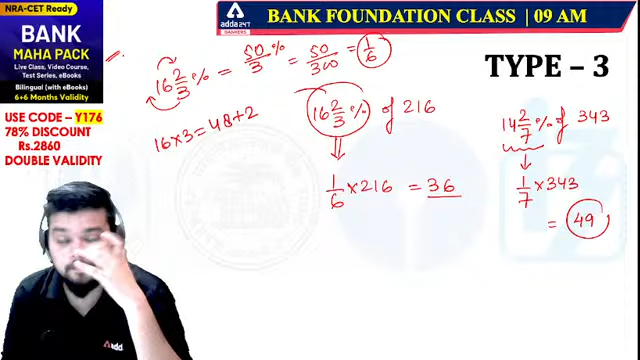 NRA-CET Ready
BANK
MAHA PACK
Live Class, Video Course,
Test Series, eBooks
Bilingual (with eBooks)
6+6 Months Validity
USE CODE – Y176
78% DISCOUNT
Rs.2860
DOUBLE VALIDITY
adda247
BANKERS
BANK FOUNDATION CLASS | 09 AM
TYPE – 3
16 2/3 % = 50/3 % = 50/300 = 1/6
16×3=48+2
16 2/3 % of 216
1/6 × 216 = 36
14 2/7 % of 343
1/7 × 343
= 49
adda247